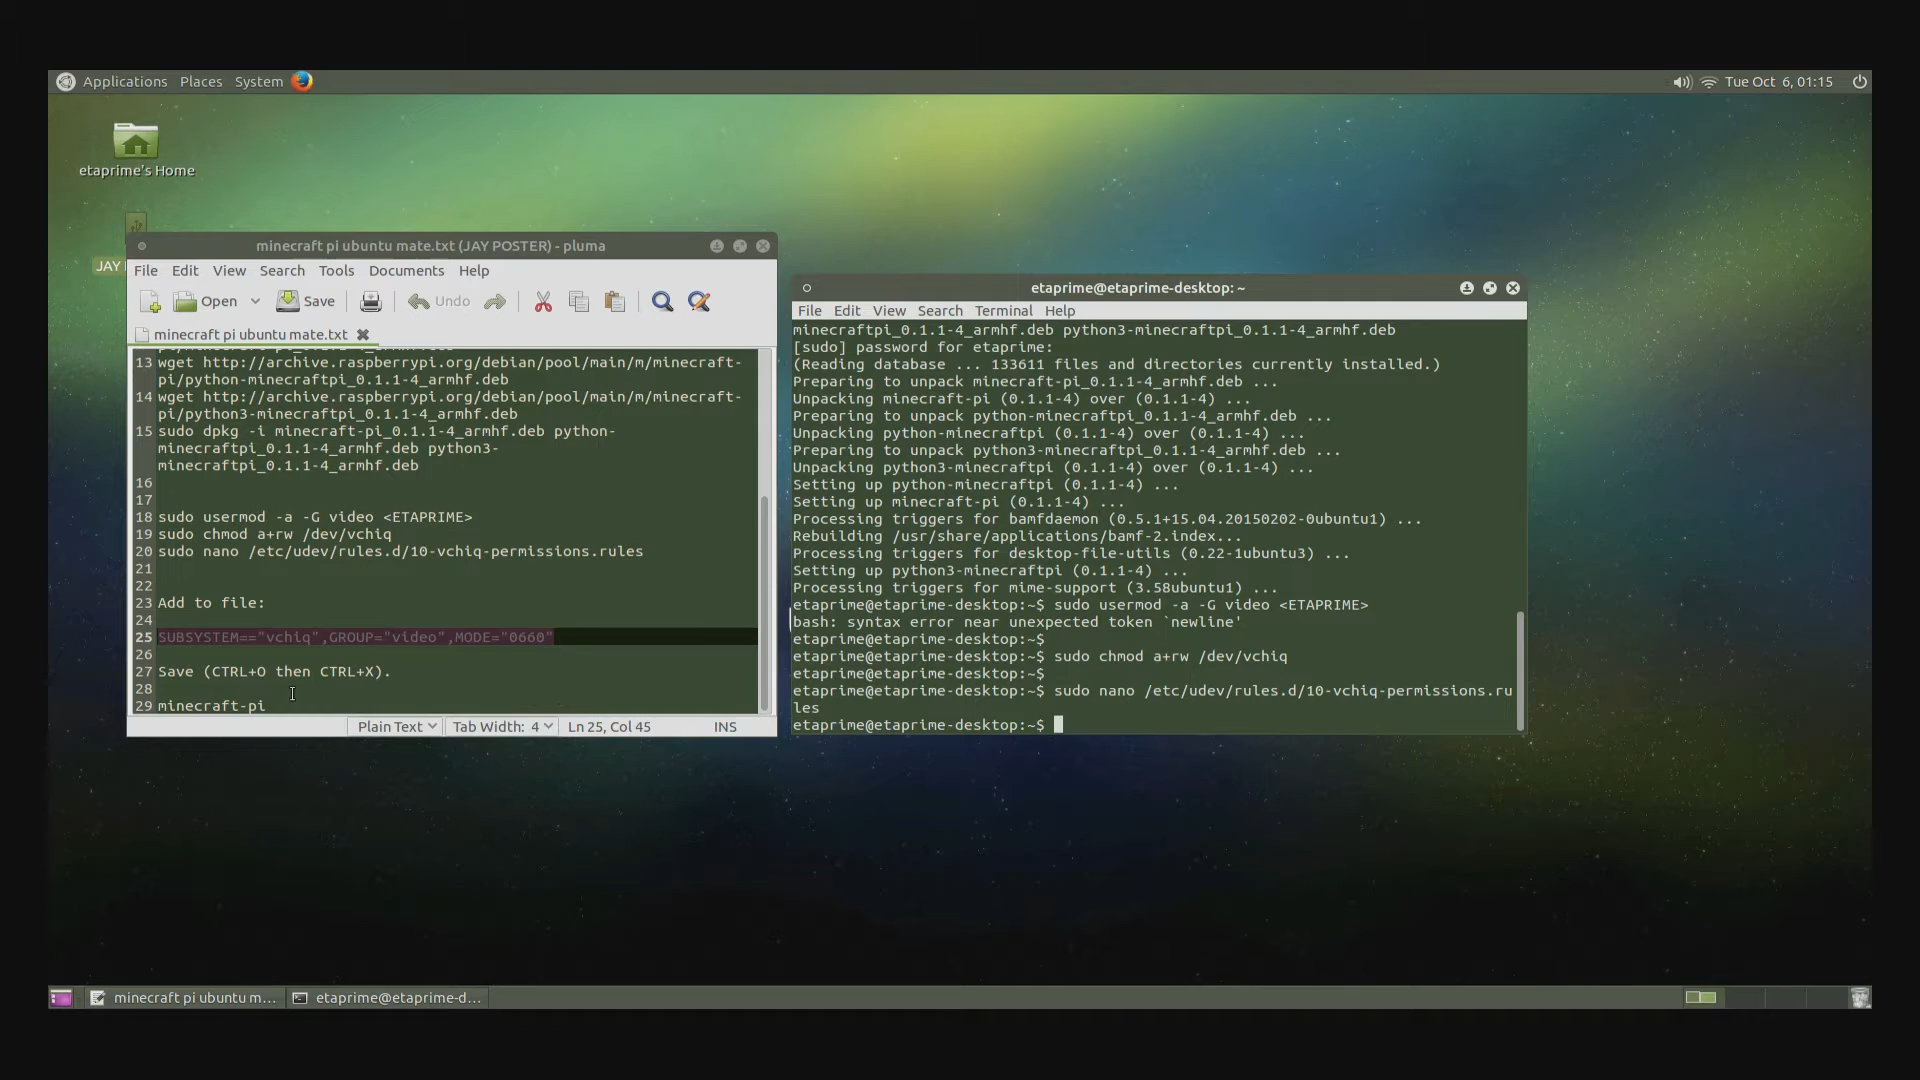 Applications Places System Tue Oct 6, 01:15
etaprime's Home
JAY
minecraft pi ubuntu mate.txt (JAY POSTER) - pluma
File Edit View Search Tools Documents Help
Open Save Undo
minecraft pi ubuntu mate.txt
13 wget http://archive.raspberrypi.org/debian/pool/main/m/minecraft-
pi/python-minecraftpi_0.1.1-4_armhf.deb
14 wget http://archive.raspberrypi.org/debian/pool/main/m/minecraft-
pi/python3-minecraftpi_0.1.1-4_armhf.deb
15 sudo dpkg -i minecraft-pi_0.1.1-4_armhf.deb python-
minecraftpi_0.1.1-4_armhf.deb python3-
minecraftpi_0.1.1-4_armhf.deb
16
17
18 sudo usermod -a -G video <ETAPRIME>
19 sudo chmod a+rw /dev/vchiq
20 sudo nano /etc/udev/rules.d/10-vchiq-permissions.rules
21
22
23 Add to file:
24
25 SUBSYSTEM=="vchiq",GROUP="video",MODE="0660"
26
27 Save (CTRL+O then CTRL+X).
28
29 minecraft-pi
Plain Text Tab Width: 4 Ln 25, Col 45 INS
etaprime@etaprime-desktop: ~
File Edit View Search Terminal Help
minecraftpi_0.1.1-4_armhf.deb python3-minecraftpi_0.1.1-4_armhf.deb
[sudo] password for etaprime:
(Reading database ... 133611 files and directories currently installed.)
Preparing to unpack minecraft-pi_0.1.1-4_armhf.deb ...
Unpacking minecraft-pi (0.1.1-4) over (0.1.1-4) ...
Preparing to unpack python-minecraftpi_0.1.1-4_armhf.deb ...
Unpacking python-minecraftpi (0.1.1-4) over (0.1.1-4) ...
Preparing to unpack python3-minecraftpi_0.1.1-4_armhf.deb ...
Unpacking python3-minecraftpi (0.1.1-4) over (0.1.1-4) ...
Setting up python-minecraftpi (0.1.1-4) ...
Setting up minecraft-pi (0.1.1-4) ...
Processing triggers for bamfdaemon (0.5.1+15.04.20150202-0ubuntu1) ...
Rebuilding /usr/share/applications/bamf-2.index...
Processing triggers for desktop-file-utils (0.22-1ubuntu3) ...
Setting up python3-minecraftpi (0.1.1-4) ...
Processing triggers for mime-support (3.58ubuntu1) ...
etaprime@etaprime-desktop:~$ sudo usermod -a -G video <ETAPRIME>
bash: syntax error near unexpected token `newline'
etaprime@etaprime-desktop:~$
etaprime@etaprime-desktop:~$ sudo chmod a+rw /dev/vchiq
etaprime@etaprime-desktop:~$
etaprime@etaprime-desktop:~$ sudo nano /etc/udev/rules.d/10-vchiq-permissions.ru
les
etaprime@etaprime-desktop:~$
minecraft pi ubuntu m... etaprime@etaprime-d...